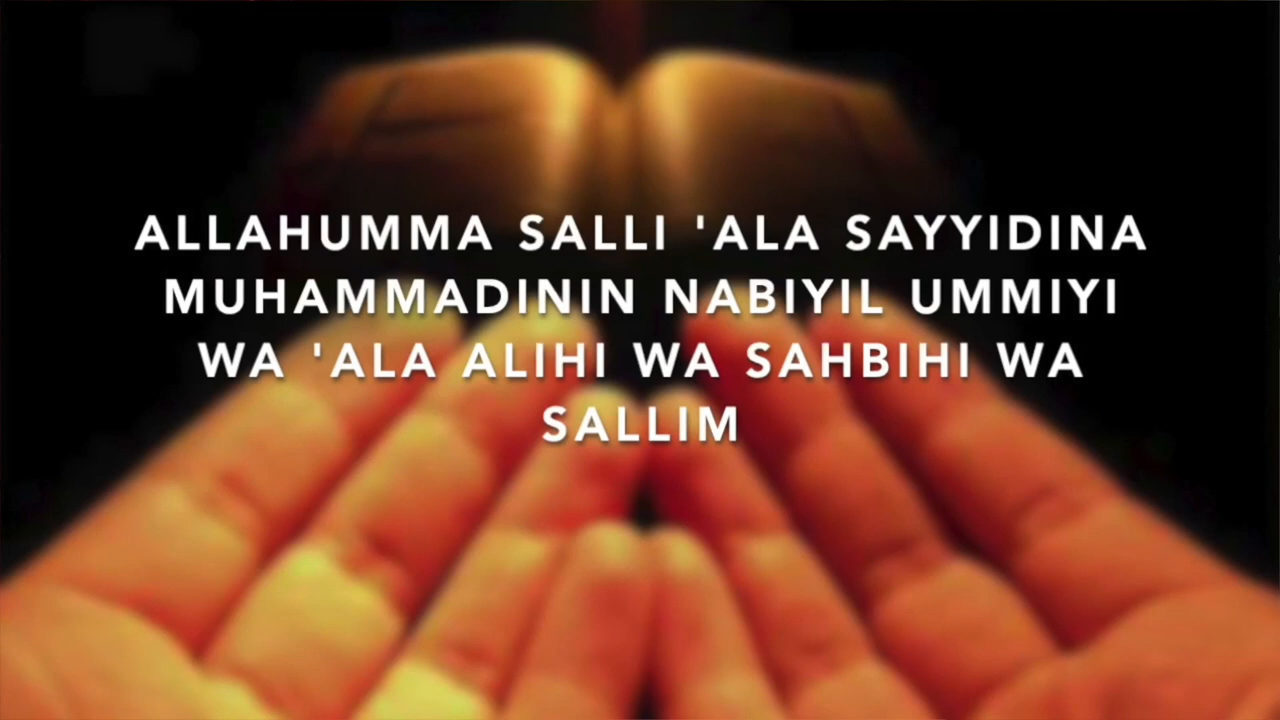 ALLAHUMMA SALLI 'ALA SAYYIDINA
MUHAMMADININ NABIYIL UMMIYI
WA 'ALA ALIHI WA SAHBIHI WA
SALLIM